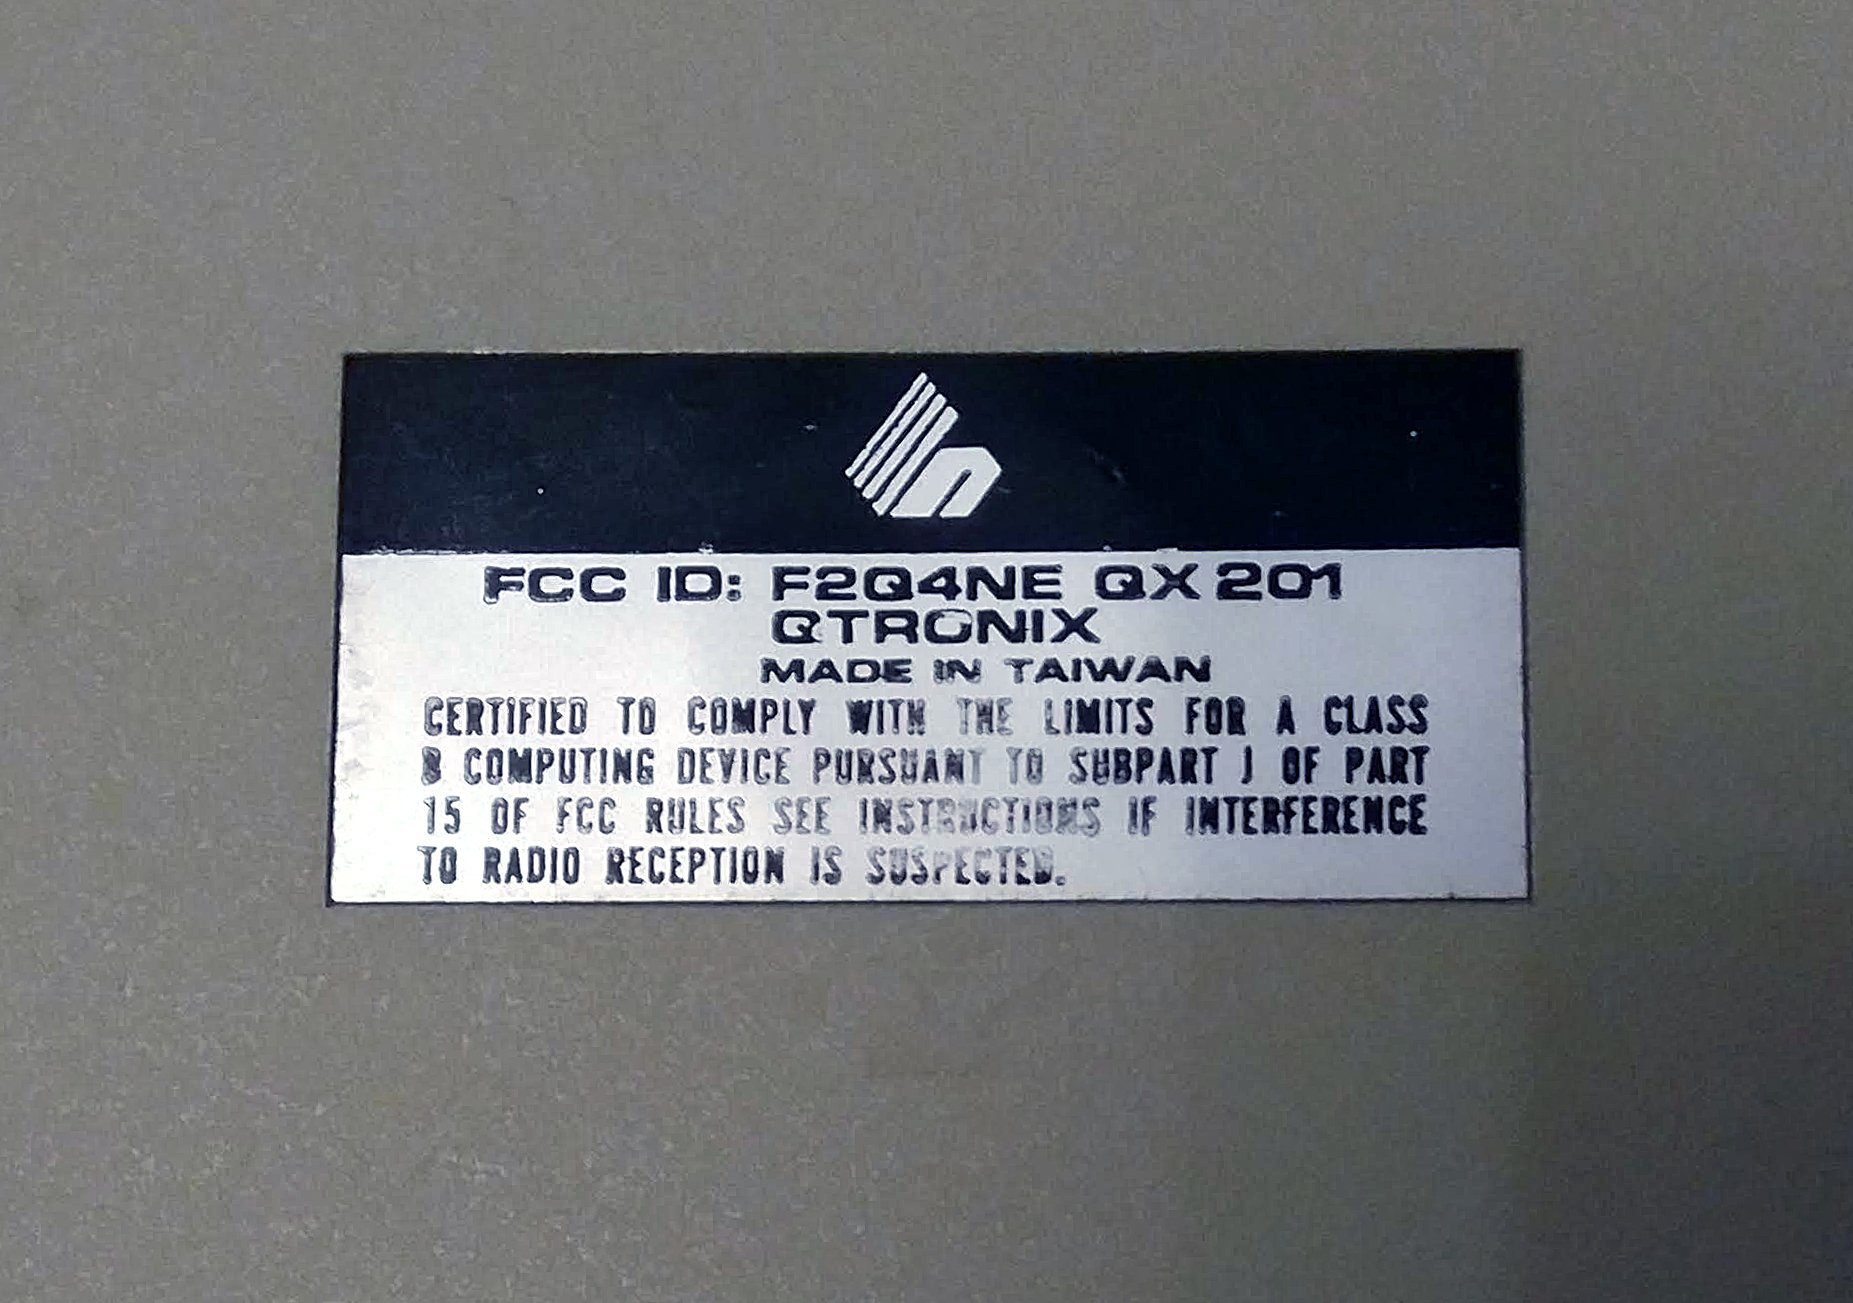 FCC ID: F2Q4NE QX 201
QTRONIX
MADE IN TAIWAN
CERTIFIED TO COMPLY WITH THE LIMITS FOR A CLASS
B COMPUTING DEVICE PURSUANT TO SUBPART J OF PART
15 OF FCC RULES SEE INSTRUCTIONS IF INTERFERENCE
TO RADIO RECEPTION IS SUSPECTED.